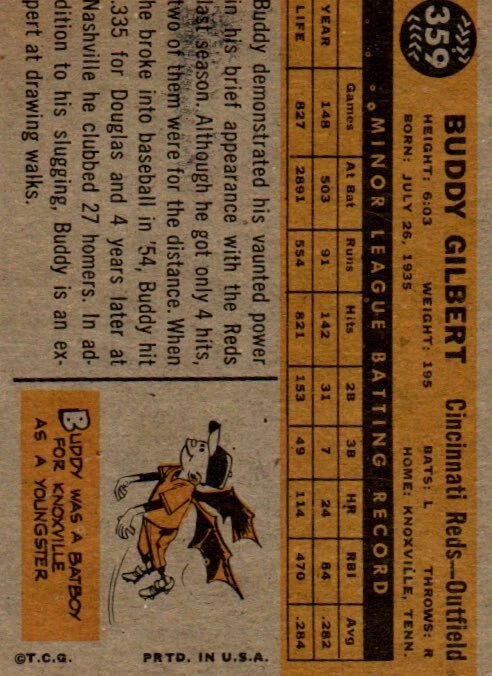 359
BUDDY GILBERT Cincinnati Reds—Outfield
HEIGHT: 6:03 WEIGHT: 195 BATS: L THROWS: R
BORN: JULY 26, 1935 HOME: KNOXVILLE, TENN.
MINOR LEAGUE BATTING RECORD
Games At Bat Runs Hits 2B 3B HR RBI Avg
YEAR 148 503 91 142 31 7 24 84 .282
LIFE 827 2891 554 821 153 49 114 470 .284
Buddy demonstrated his vaunted power
in his brief appearance with the Reds
last season. Although he got only 4 hits,
two of them were for the distance. When
he broke into baseball in '54, Buddy hit
.335 for Douglas and 4 years later at
Nashville he clubbed 27 homers. In ad-
dition to his slugging, Buddy is an ex-
pert at drawing walks.
BUDDY WAS A BATBOY
FOR KNOXVILLE
AS A YOUNGSTER
©T.C.G. PRTD. IN U.S.A.